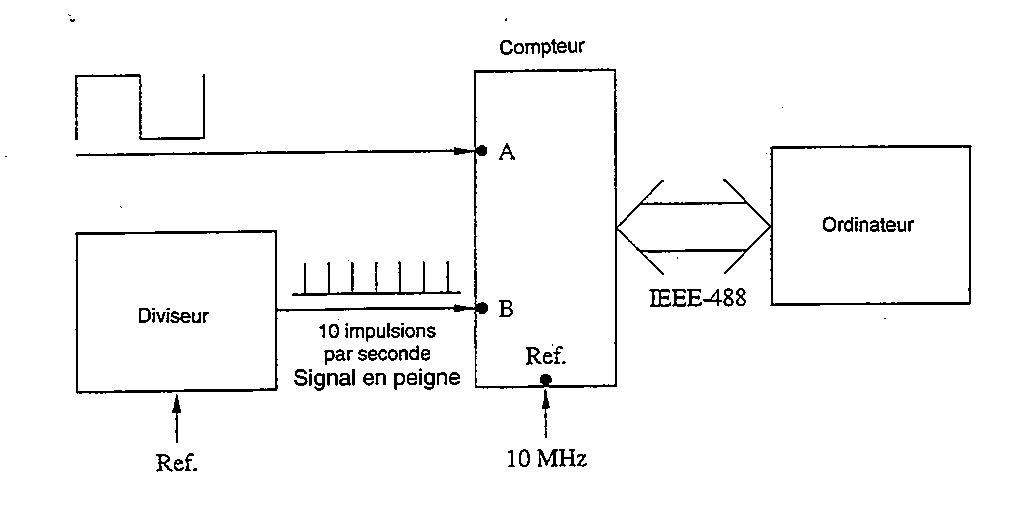 Compteur
A
Ordinateur
Diviseur
B
IEEE-488
10 impulsions
par seconde
Signal en peigne
Ref.
Ref.
10 MHz